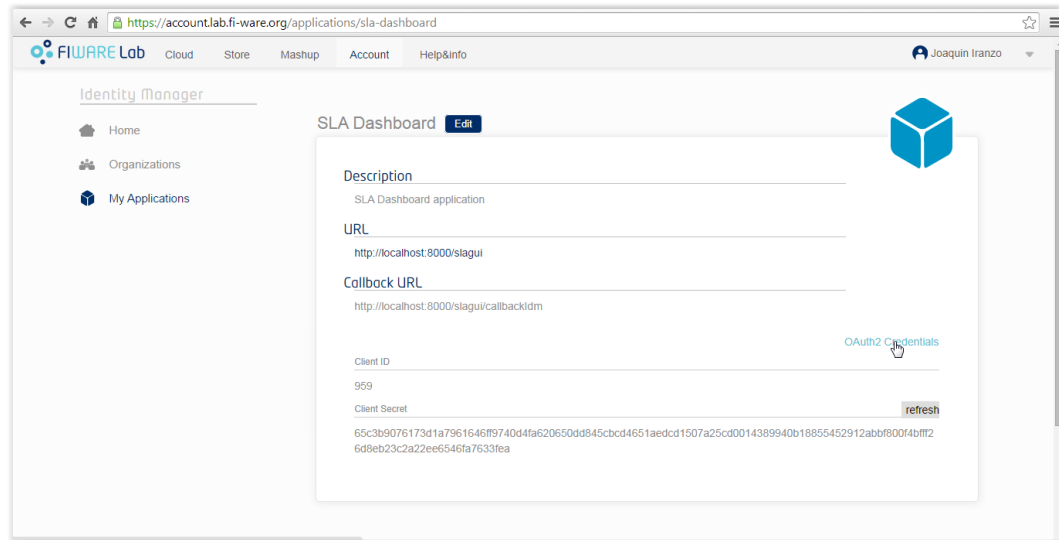 https://account.lab.fi-ware.org/applications/sla-dashboard
FIWARE Lab Cloud Store Mashup Account Help&info Joaquin Iranzo
Identity Manager
Home
Organizations
My Applications
SLA Dashboard Edit
Description
SLA Dashboard application
URL
http://localhost:8000/slagui
Callback URL
http://localhost:8000/slagui/callbackIdm
OAuth2 Credentials
Client ID
959
Client Secret refresh
65c3b9076173d1a7961646ff9740d4fa620650dd845cbcd4651aedcd1507a25cd0014389940b18855452912abbf800f4bfff2
6d8eb23c2a22ee6546fa7633fea